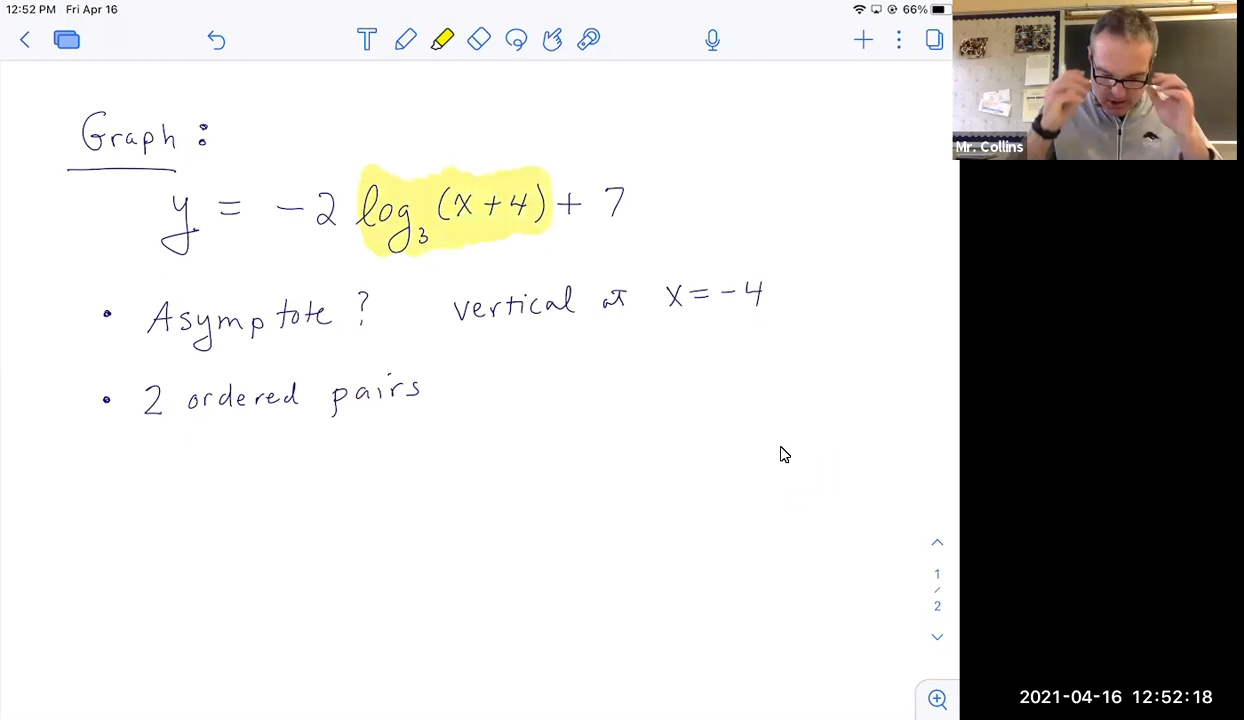 12:52 PM Fri Apr 16
66%
Mr. Collins
Graph:
y = -2 log₃ (x+4) + 7
• Asymptote ? vertical at x = -4
• 2 ordered pairs
1
/
2
2021-04-16 12:52:18